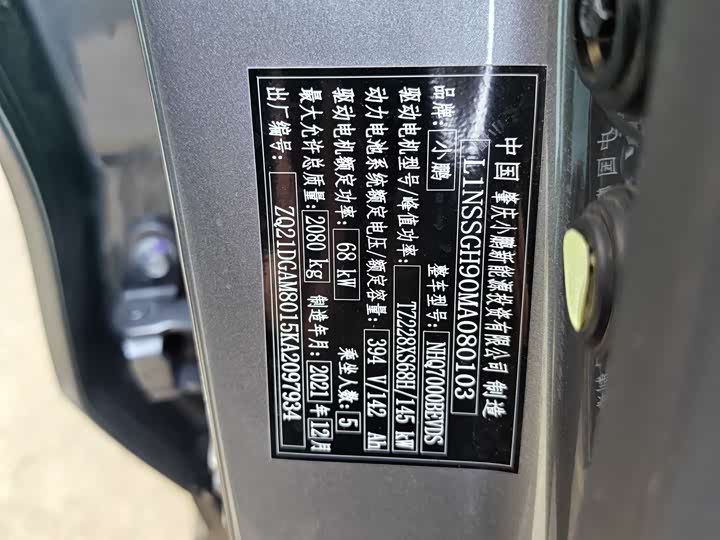 中国 肇庆小鹏新能源投资有限公司 制造
L1NSSGH90MA080103
品牌: 小鹏 整车型号: NHQ7000BEVDS
驱动电机型号/峰值功率: TZ228XS68H/145 kW
动力电池系统额定电压/额定容量: 394 V/142 Ah
驱动电机额定功率: 68 kW 乘坐人数: 5
最大允许总质量: 2080 kg 制造年月: 2021年12月
出厂编号: ZQ21DGAM8015KA2097934